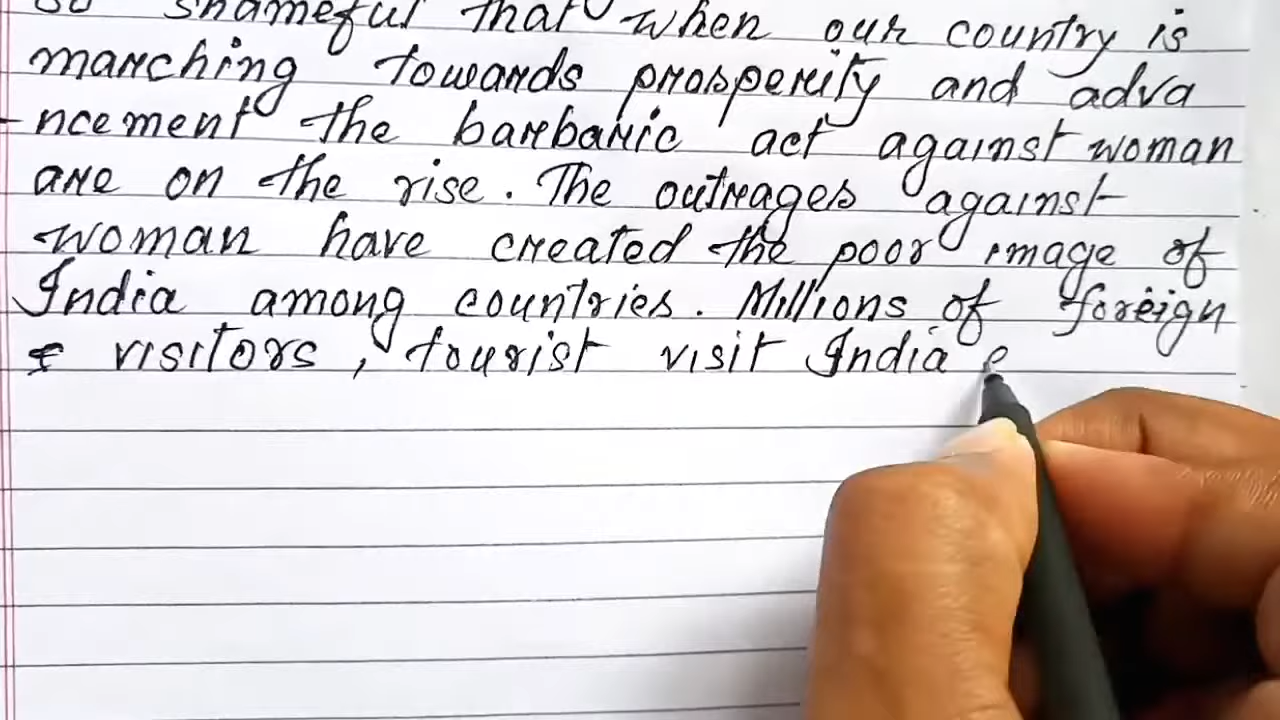 so shameful that when our country is
marching towards prosperity and adva
-ncement the barbaric act against woman
are on the rise. The outrages against
woman have created the poor image of
India among countries. Millions of foreign
visitors, tourist visit India e